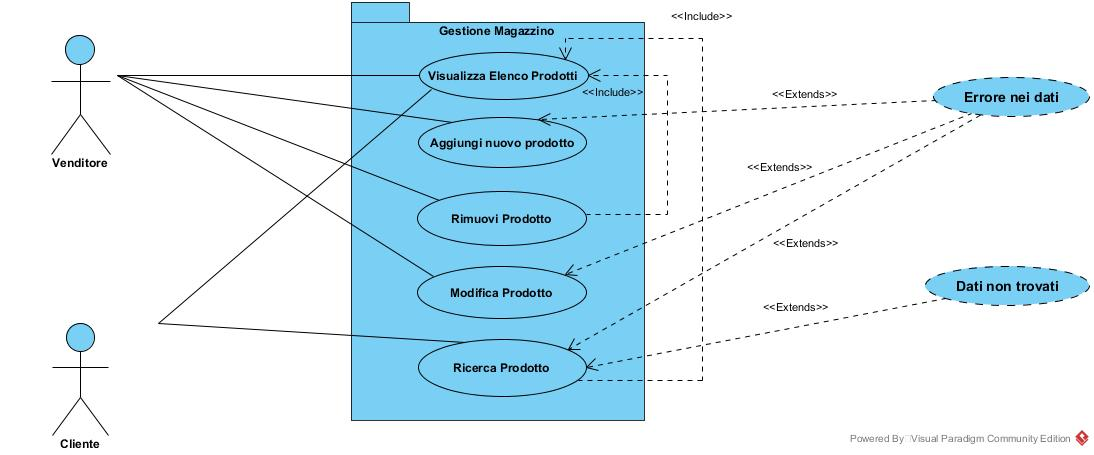 <<Include>>
Gestione Magazzino
Visualizza Elenco Prodotti
<<Include>>
<<Extends>>
Errore nei dati
Aggiungi nuovo prodotto
Venditore
<<Extends>>
Rimuovi Prodotto
<<Extends>>
Modifica Prodotto
Dati non trovati
<<Extends>>
Ricerca Prodotto
Cliente
Powered By Visual Paradigm Community Edition